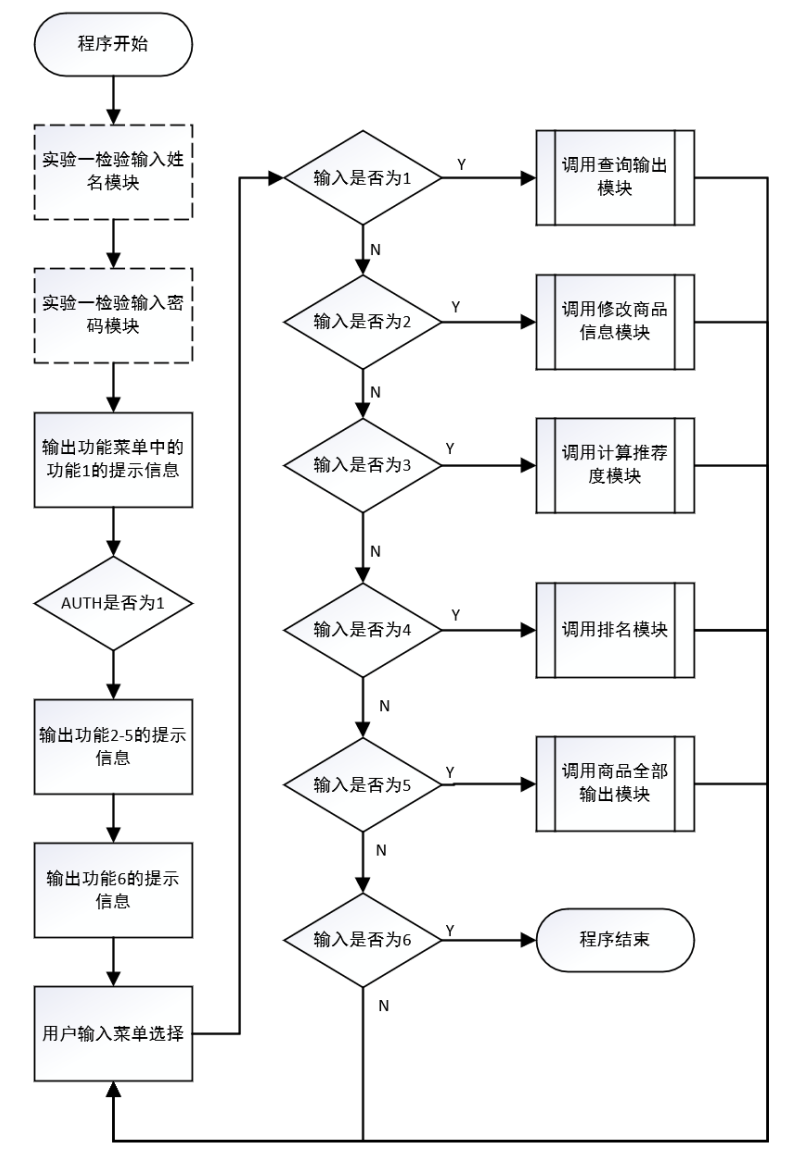 程序开始
实验一检验输入姓
名模块
实验一检验输入密
码模块
输出功能菜单中的
功能1的提示信息
AUTH是否为1
输出功能2-5的提示
信息
输出功能6的提示
信息
用户输入菜单选择
输入是否为1
Y
调用查询输出
模块
N
输入是否为2
Y
调用修改商品
信息模块
N
输入是否为3
Y
调用计算推荐
度模块
N
输入是否为4
Y
调用排名模块
N
输入是否为5
Y
调用商品全部
输出模块
N
输入是否为6
Y
程序结束
N